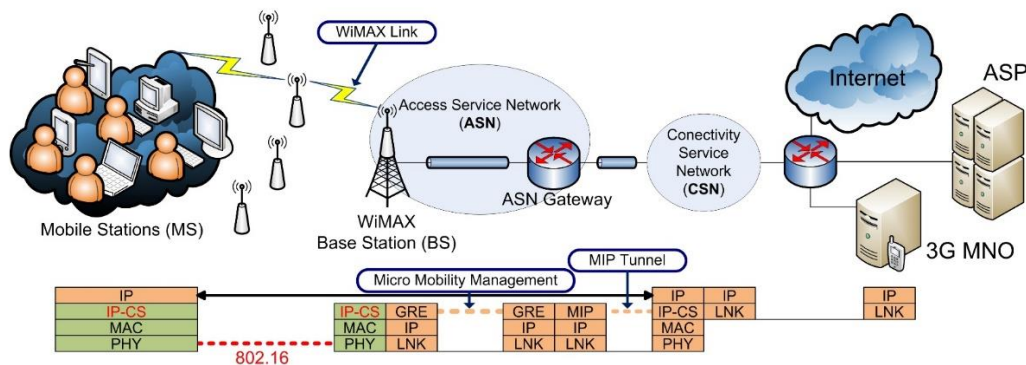 WiMAX Link
Access Service Network
(ASN)
Internet
ASP
Conectivity
Service
Network
(CSN)
ASN Gateway
WiMAX
Base Station (BS)
Mobile Stations (MS)
3G MNO
MIP Tunnel
Micro Mobility Management
IP IP IP IP
IP-CS IP-CS GRE GRE MIP IP-CS LNK LNK
MAC MAC IP IP IP MAC
PHY PHY LNK LNK LNK PHY
802.16